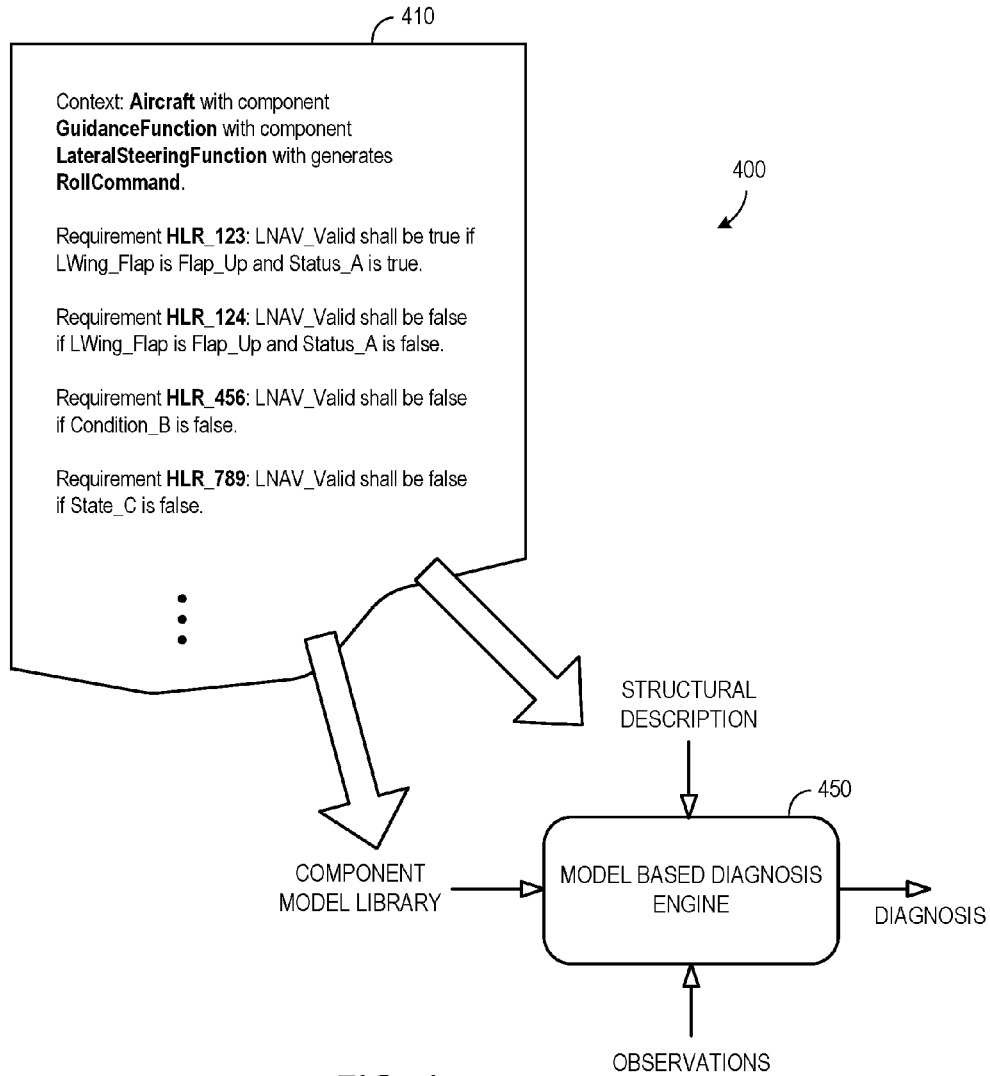 410
Context: Aircraft with component
GuidanceFunction with component
LateralSteeringFunction with generates
RollCommand.
400
Requirement HLR_123: LNAV_Valid shall be true if
LWing_Flap is Flap_Up and Status_A is true.
Requirement HLR_124: LNAV_Valid shall be false
if LWing_Flap is Flap_Up and Status_A is false.
Requirement HLR_456: LNAV_Valid shall be false
if Condition_B is false.
Requirement HLR_789: LNAV_Valid shall be false
if State_C is false.
STRUCTURAL
DESCRIPTION
450
COMPONENT
MODEL LIBRARY
MODEL BASED DIAGNOSIS
ENGINE
DIAGNOSIS
OBSERVATIONS